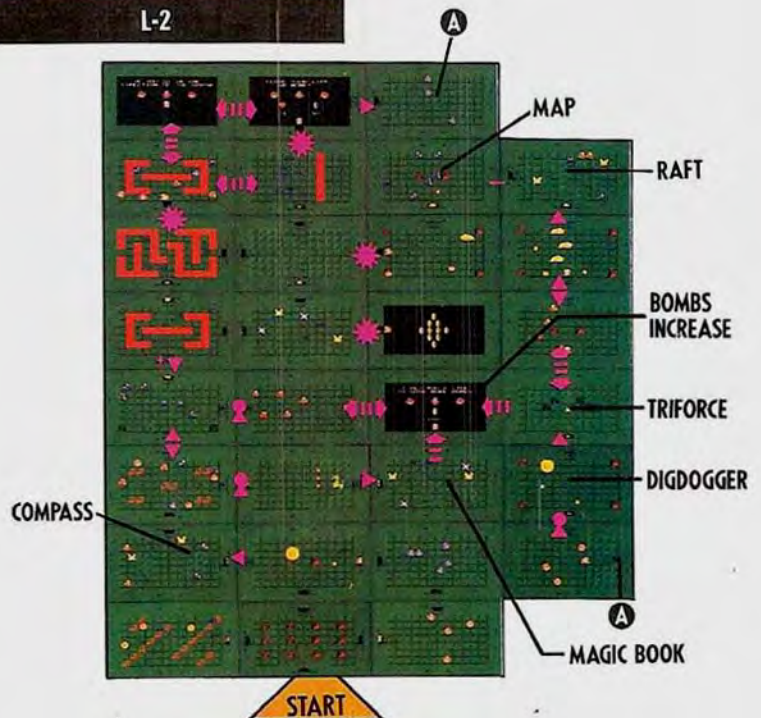 L-2
A
MAP
RAFT
BOMBS
INCREASE
TRIFORCE
DIGDOGGER
COMPASS
A
MAGIC BOOK
START